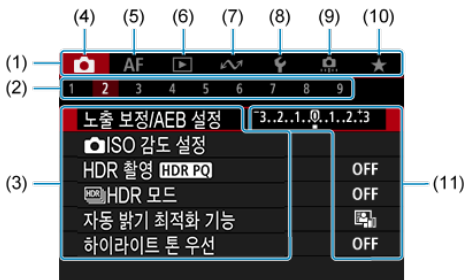 (4) (5) (6) (7) (8) (9) (10)
(1) AF
(2) 1 2 3 4 5 6 7 8 9
노출 보정/AEB 설정 ⁻3..2..1..0..1..2.⁺3
ISO 감도 설정
HDR 촬영 HDR PQ OFF
(3) HDR HDR 모드 OFF (11)
자동 밝기 최적화 기능
하이라이트 톤 우선 OFF